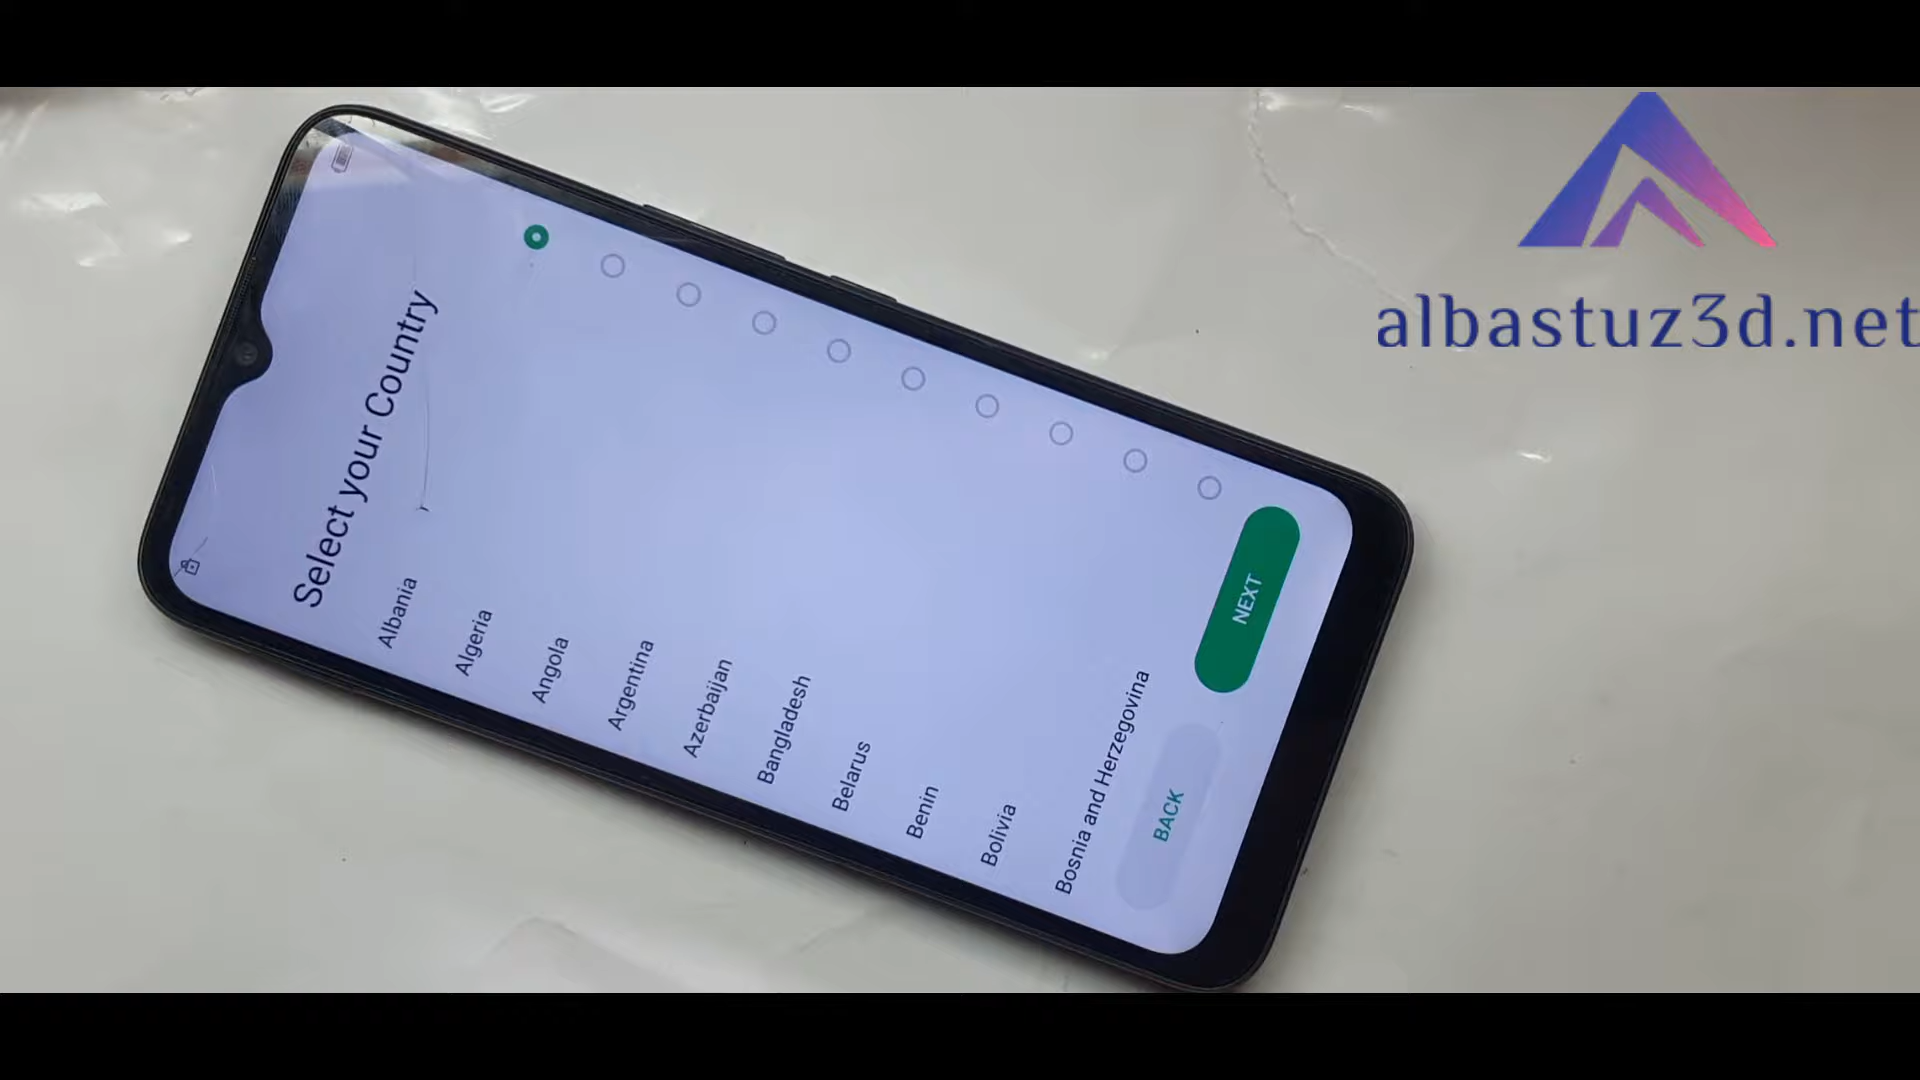 Select your Country
Albania
Algeria
Angola
Argentina
Azerbaijan
Bangladesh
Belarus
Benin
Bolivia
Bosnia and Herzegovina
BACK
NEXT
albastuz3d.net